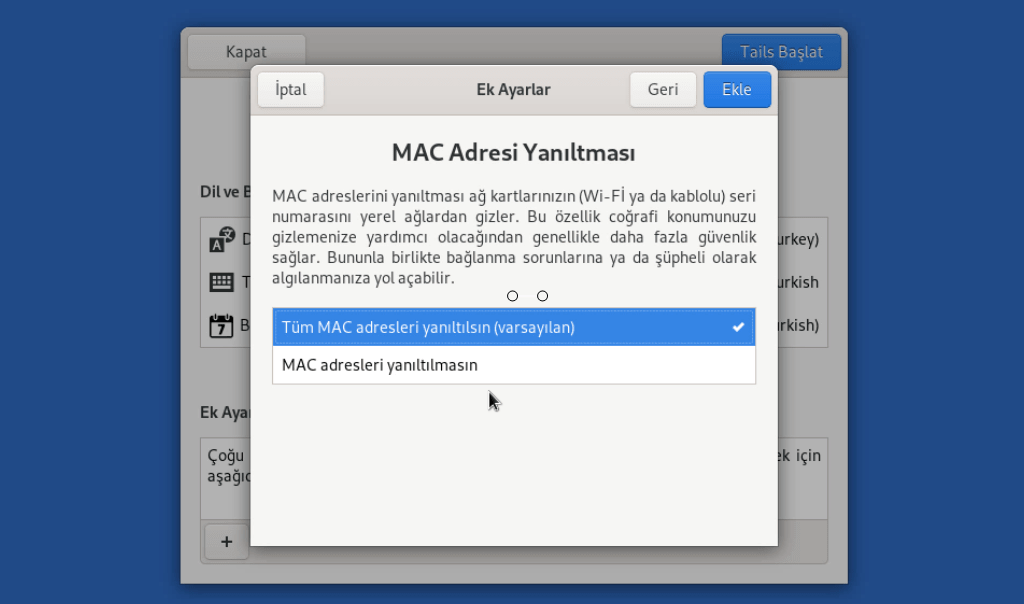 Kapat
Tails Başlat
İptal
Ek Ayarlar
Geri
Ekle
MAC Adresi Yanıltması
MAC adreslerini yanıltması ağ kartlarınızın (Wi-Fİ ya da kablolu) seri
numarasını yerel ağlardan gizler. Bu özellik coğrafi konumunuzu
gizlemenize yardımcı olacağından genellikle daha fazla güvenlik
sağlar. Bununla birlikte bağlanma sorunlarına ya da şüpheli olarak
algılanmanıza yol açabilir.
Tüm MAC adresleri yanıltılsın (varsayılan)
MAC adresleri yanıltılmasın
Dil ve B
urkey)
urkish
7
urkish)
Ek Ayar
Çoğu
ek için
aşağıd
+